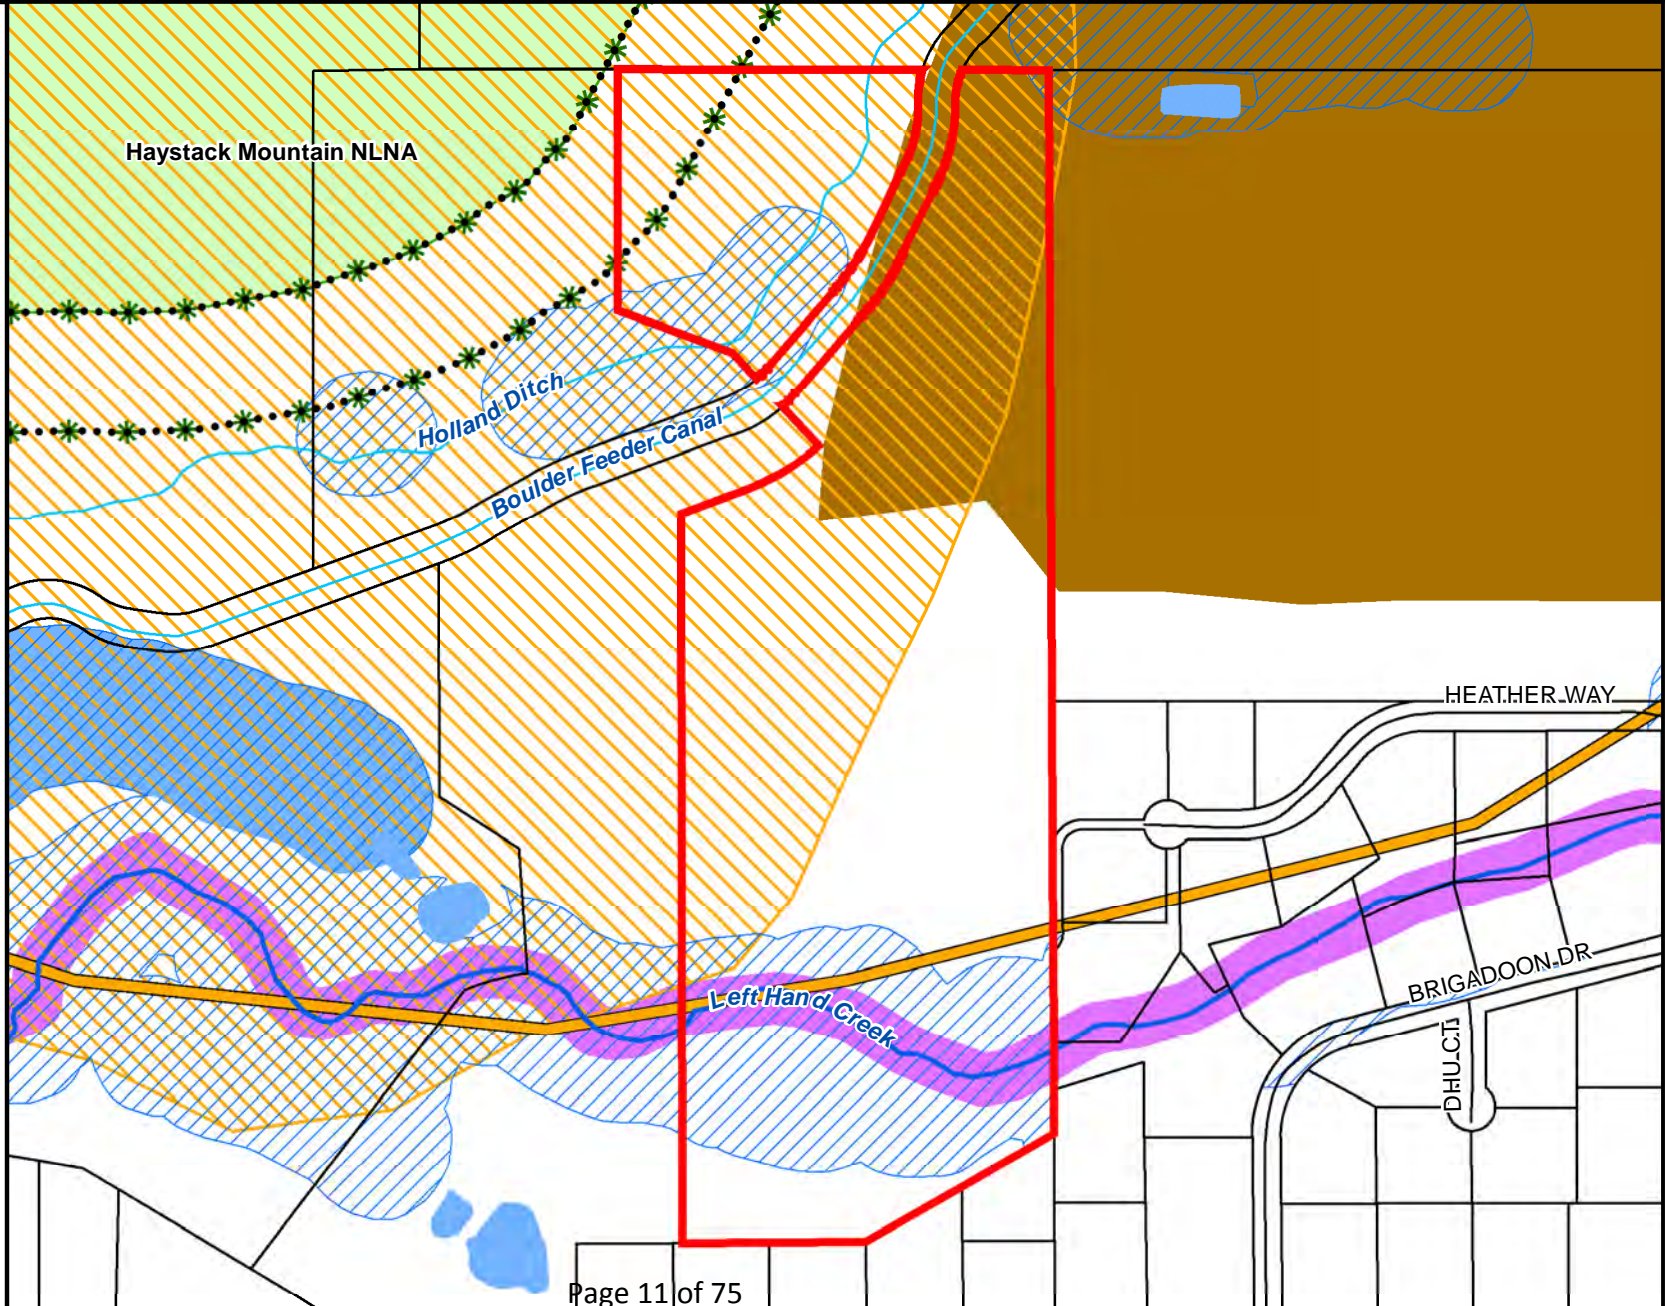 Haystack Mountain NLNA
Holland Ditch
Boulder Feeder Canal
HEATHER WAY
BRIGADOON DR
Left Hand Creek
DHU CT
Page 11 of 75